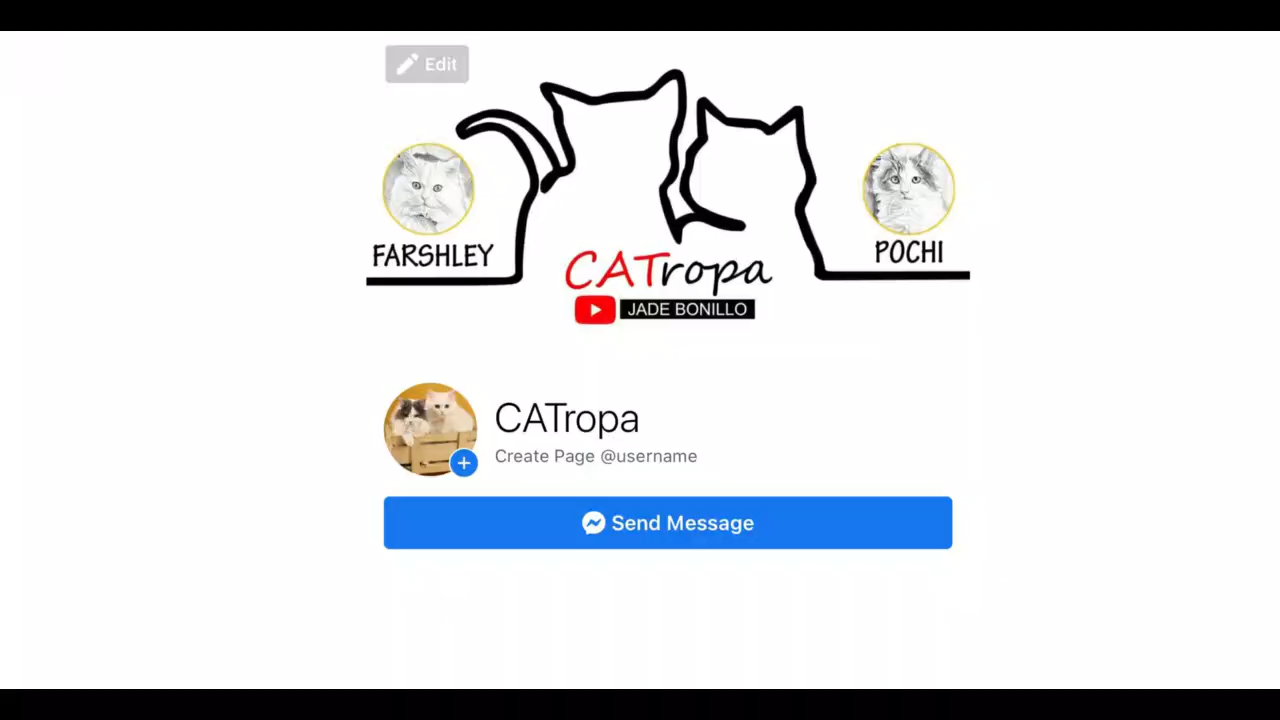 Edit
FARSHLEY
POCHI
CATropa
JADE BONILLO
CATropa
Create Page @username
Send Message